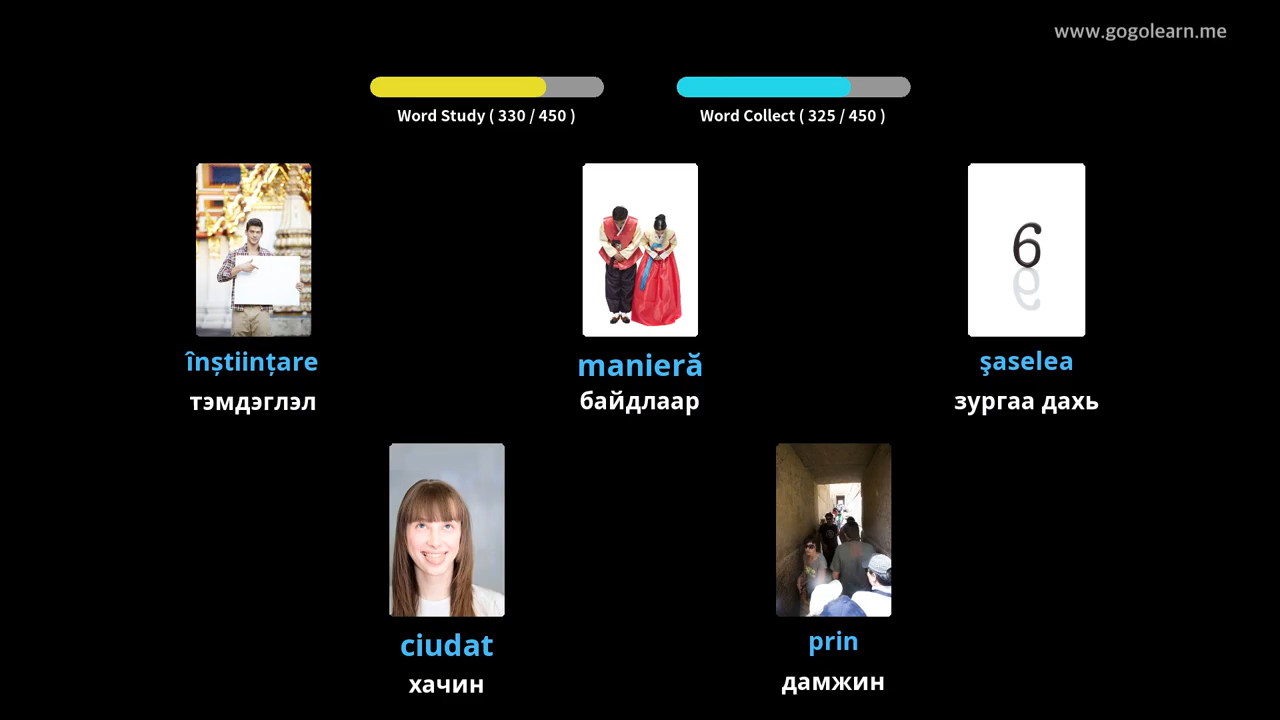 www.gogolearn.me
Word Study ( 330 / 450 )
Word Collect ( 325 / 450 )
6
înștiințare
тэмдэглэл
manieră
байдлаар
şaselea
зургаа дахь
ciudat
хачин
prin
дамжин